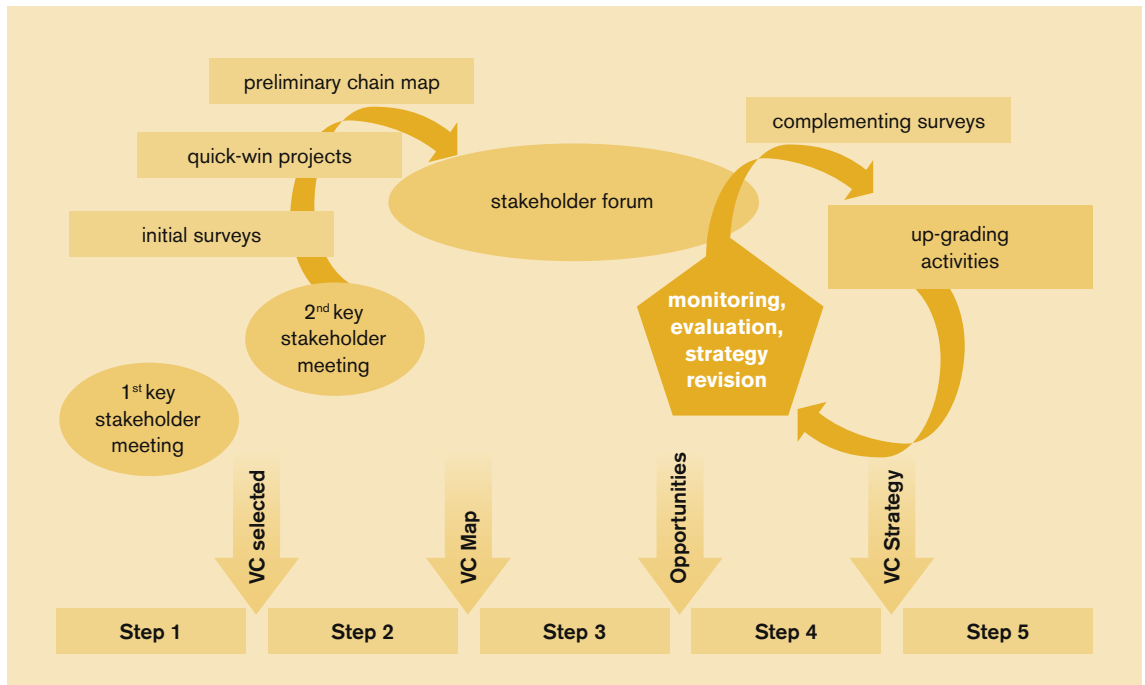 preliminary chain map
quick-win projects
initial surveys
2nd key
stakeholder
meeting
1st key
stakeholder
meeting
stakeholder forum
complementing surveys
up-grading
activities
monitoring,
evaluation,
strategy
revision
VC selected
VC Map
Opportunities
VC Strategy
Step 1
Step 2
Step 3
Step 4
Step 5